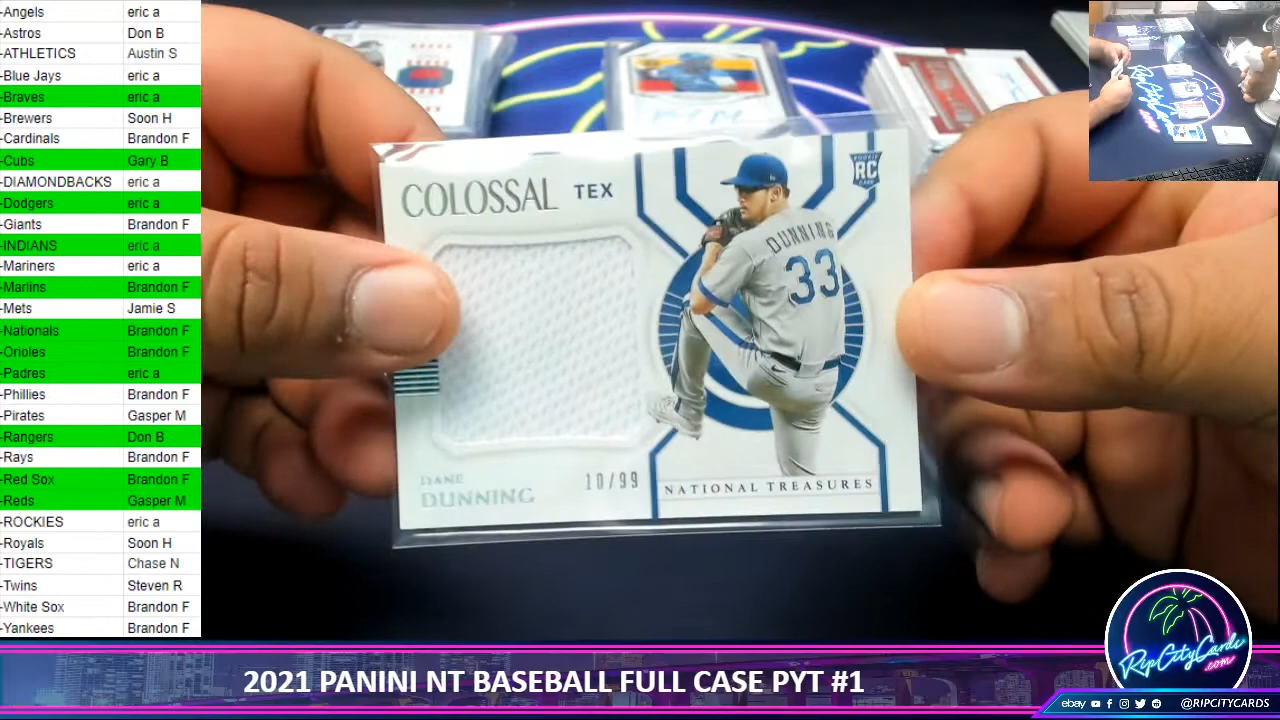 -Angels eric a
-Astros Don B
-ATHLETICS Austin S
-Blue Jays eric a
-Braves eric a
-Brewers Soon H
-Cardinals Brandon F
-Cubs Gary B
-DIAMONDBACKS eric a
-Dodgers eric a
-Giants Brandon F
-INDIANS eric a
-Mariners eric a
-Marlins Brandon F
-Mets Jamie S
-Nationals Brandon F
-Orioles Brandon F
-Padres eric a
-Phillies Brandon F
-Pirates Gasper M
-Rangers Don B
-Rays Brandon F
-Red Sox Brandon F
-Reds Gasper M
-ROCKIES eric a
-Royals Soon H
-TIGERS Chase N
-Twins Steven R
-White Sox Brandon F
-Yankees Brandon F
COLOSSAL TEX
ROOKIE
RC
CARD
DUNNING
33
DANE
DUNNING
10/99
NATIONAL TREASURES
2021 PANINI NT BASEBALL FULL CASE PYT #1
RipCityCards
.com
ebay @RIPCITYCARDS